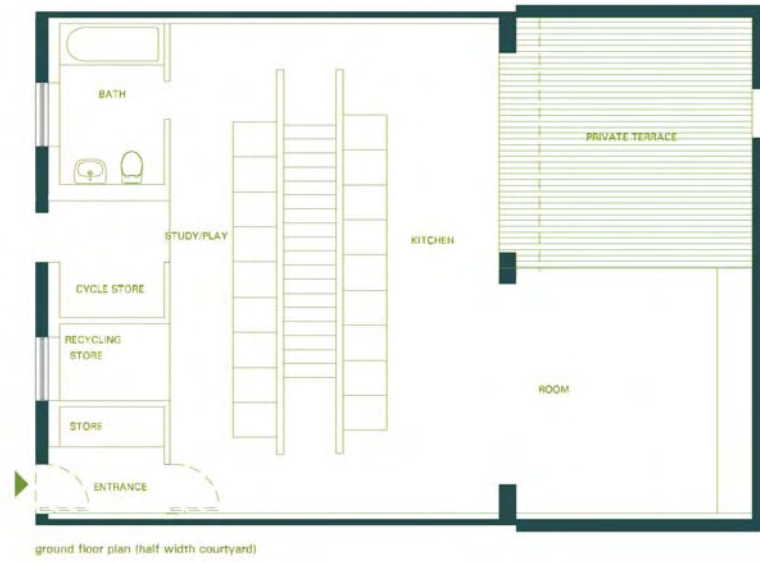 BATH
PRIVATE TERRACE
STUDY/PLAY
KITCHEN
CYCLE STORE
RECYCLING
STORE
ROOM
STORE
ENTRANCE
ground floor plan (half width courtyard)